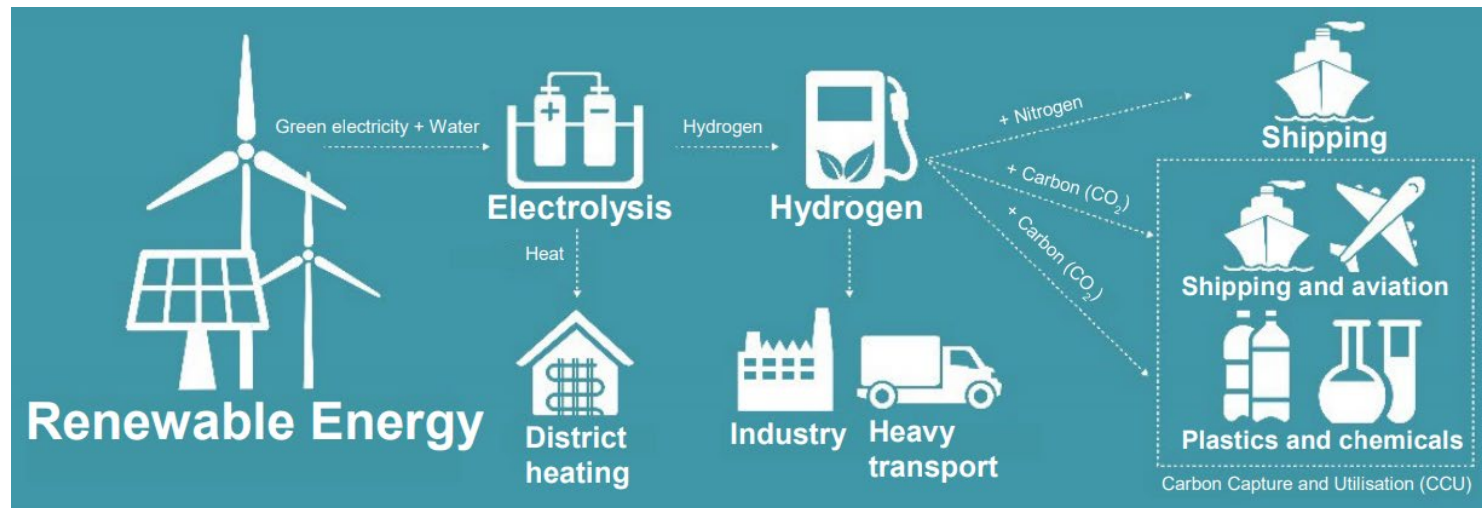 Green electricity + Water
Hydrogen
+ Nitrogen
Shipping
+ Carbon (CO₂)
+ Carbon (CO₂)
Electrolysis
Hydrogen
Heat
Shipping and aviation
Renewable Energy
District
heating
Industry
Heavy
transport
Plastics and chemicals
Carbon Capture and Utilisation (CCU)
+
−